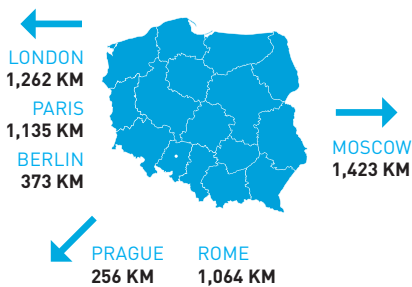 LONDON
1,262 KM
PARIS
1,135 KM
BERLIN
373 KM
MOSCOW
1,423 KM
PRAGUE
256 KM
ROME
1,064 KM